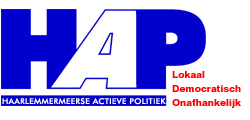 HAP
HAARLEMMERMEERSE ACTIEVE POLITIEK
Lokaal
Democratisch
Onafhankelijk